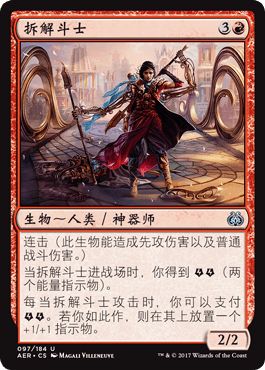 拆解斗士 3
生物～人类 / 神器师
连击（此生物能造成先攻伤害以及普通
战斗伤害。）
当拆解斗士进战场时，你得到（两
个能量指示物）。
每当拆解斗士攻击时，你可以支付
。若你如此作，则在其上放置一个
+1/+1 指示物。
2/2
097/184 U
AER • CS MAGALI VILLENEUVE
™ & © 2017 Wizards of the Coast